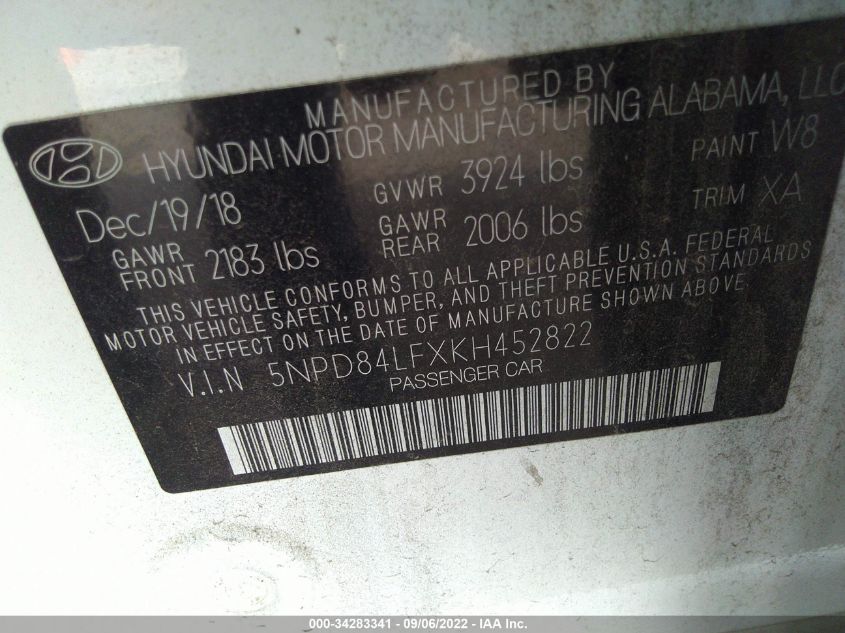 MANUFACTURED BY
HYUNDAI MOTOR MANUFACTURING ALABAMA, LLC
Dec/19/18 GVWR 3924 lbs PAINT W8
GAWR FRONT 2183 lbs GAWR REAR 2006 lbs TRIM XA
THIS VEHICLE CONFORMS TO ALL APPLICABLE U.S.A. FEDERAL
MOTOR VEHICLE SAFETY, BUMPER, AND THEFT PREVENTION STANDARDS
IN EFFECT ON THE DATE OF MANUFACTURE SHOWN ABOVE
V.I.N 5NPD84LFXKH452822
PASSENGER CAR
000-34283341 - 09/06/2022 - IAA Inc.